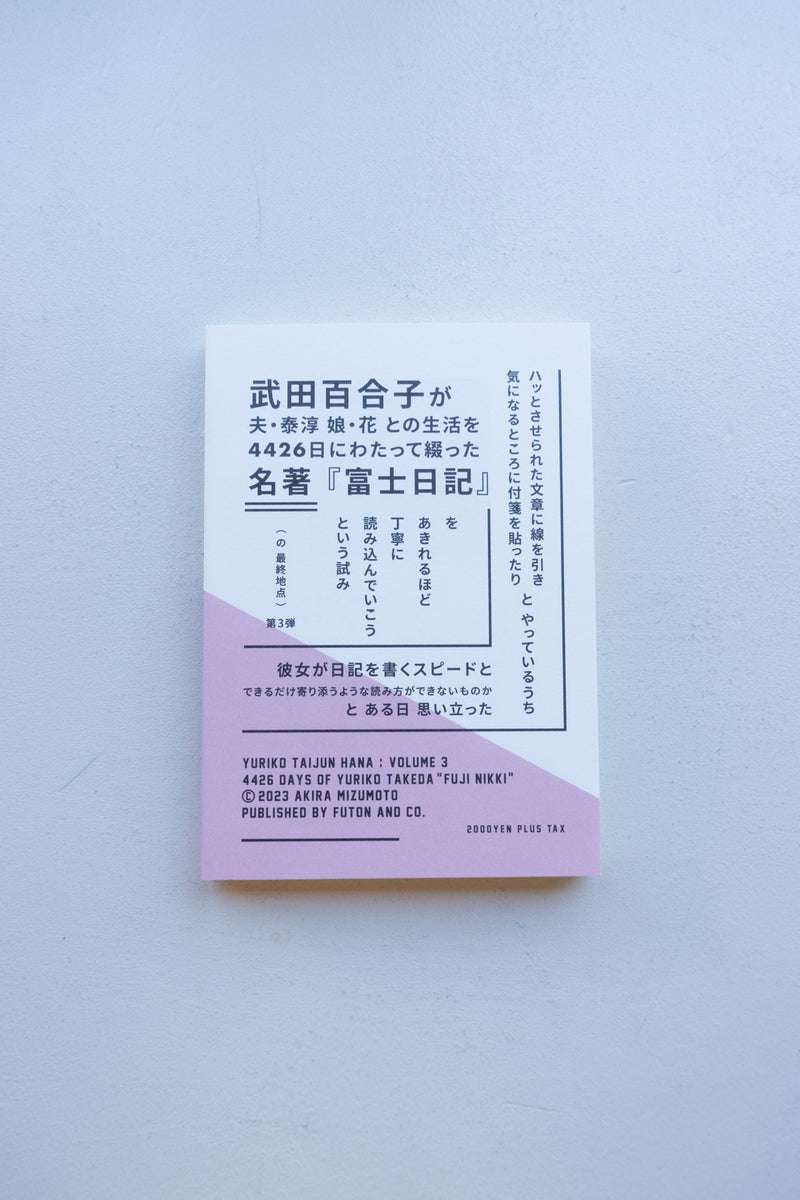 武田百合子が
夫・泰淳 娘・花 との生活を
4426日にわたって綴った
名著『富士日記』
を
あきれるほど
丁寧に
読み込んでいこう
という試み
（の 最終地点）
第3弾
ハッとさせられた文章に線を引き
気になるところに付箋を貼ったり
と やっているうち
彼女が日記を書くスピードと
できるだけ寄り添うような読み方ができないものか
と ある日 思い立った
YURIKO TAIJUN HANA : VOLUME 3
4426 DAYS OF YURIKO TAKEDA "FUJI NIKKI"
©2023 AKIRA MIZUMOTO
PUBLISHED BY FUTON AND CO.
2000YEN PLUS TAX